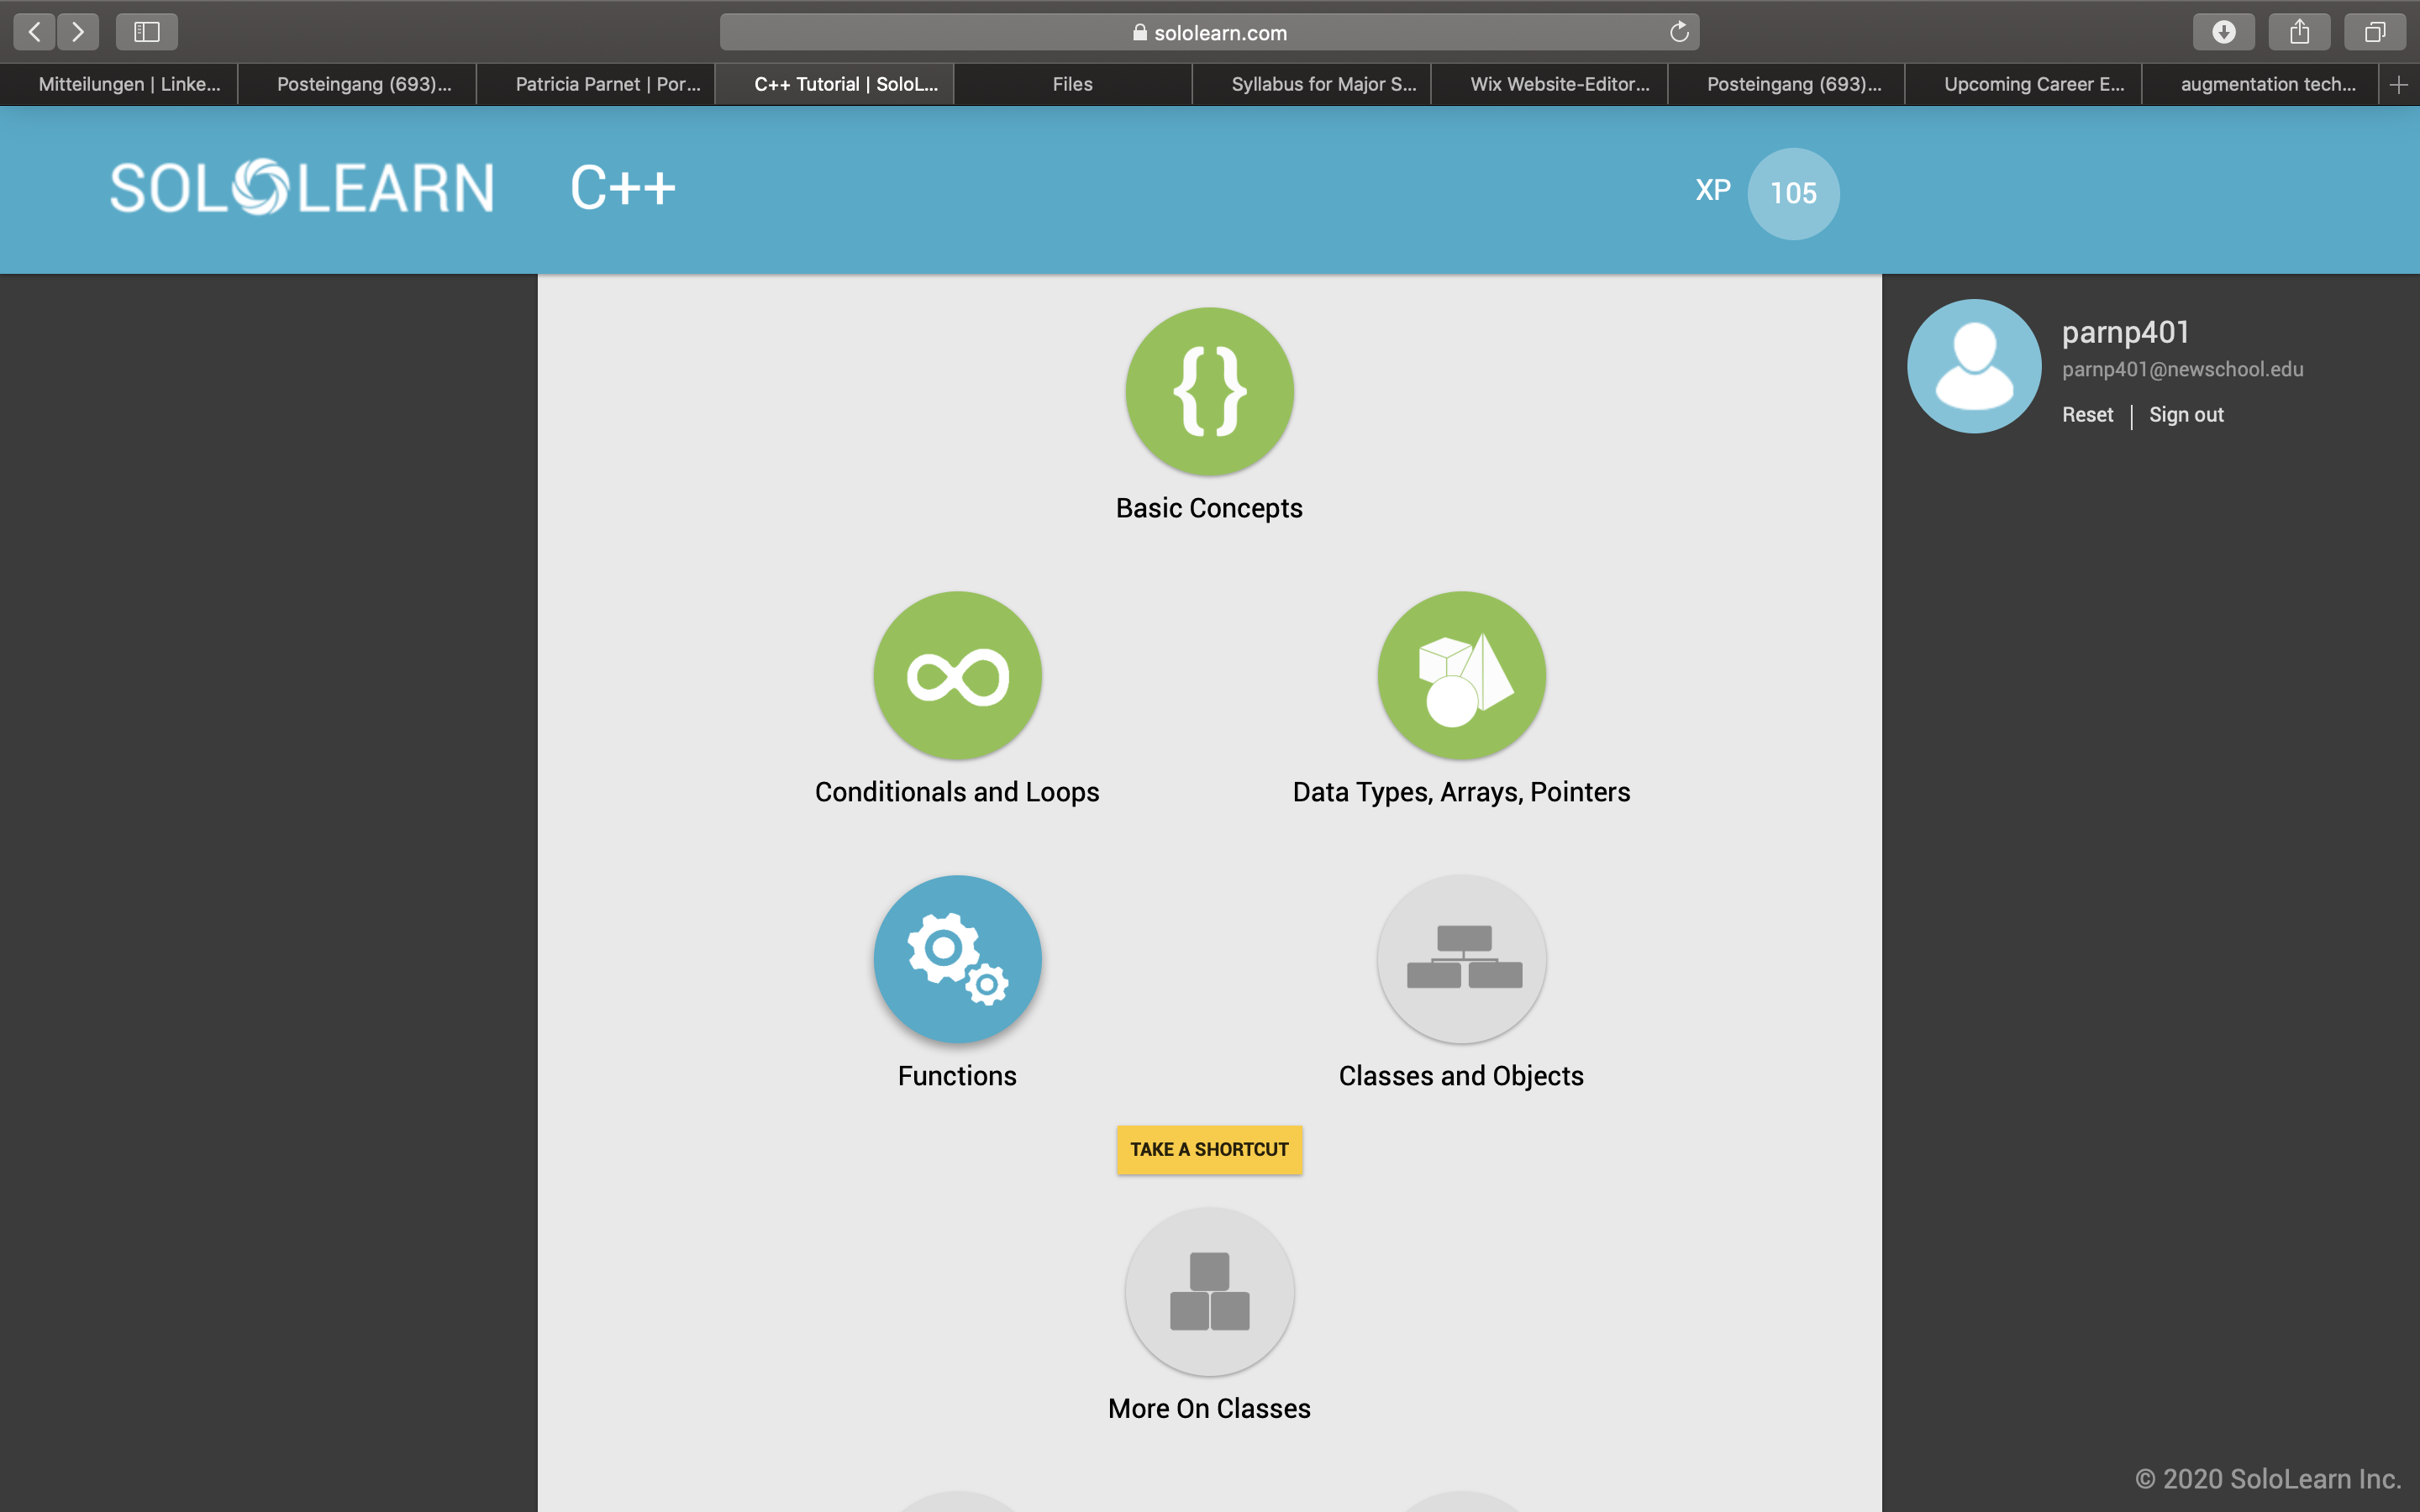 sololearn.com
Mitteilungen | Linke...
Posteingang (693)...
Patricia Parnet | Por...
C++ Tutorial | SoloL...
Files
Syllabus for Major S...
Wix Website-Editor...
Posteingang (693)...
Upcoming Career E...
augmentation tech...
SOLOLEARN
C++
XP 105
parnp401
parnp401@newschool.edu
Reset | Sign out
{}
Basic Concepts
Conditionals and Loops
Data Types, Arrays, Pointers
Functions
Classes and Objects
TAKE A SHORTCUT
More On Classes
© 2020 SoloLearn Inc.